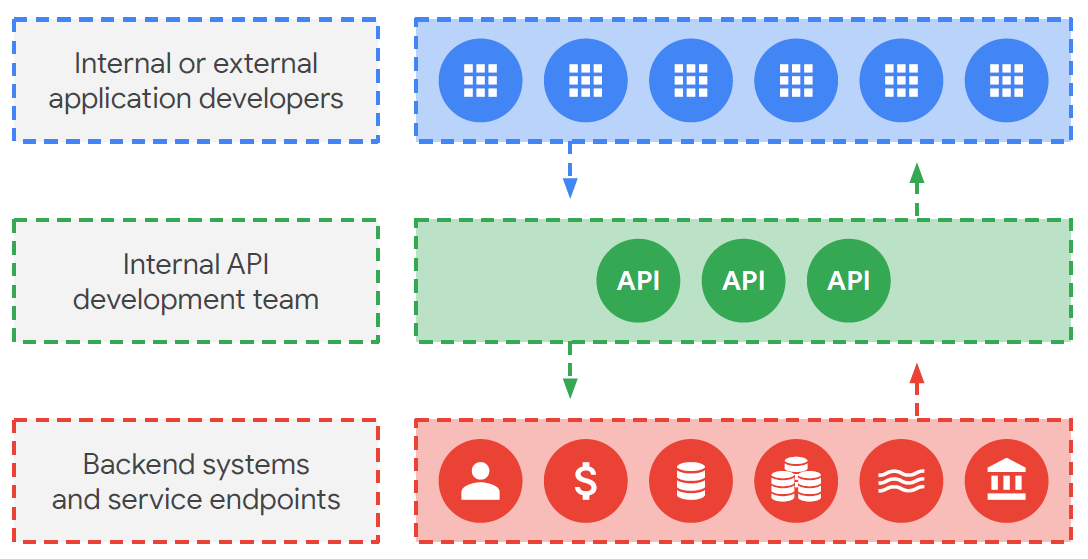 Internal or external
application developers
Internal API
development team
API API API
Backend systems
and service endpoints
$